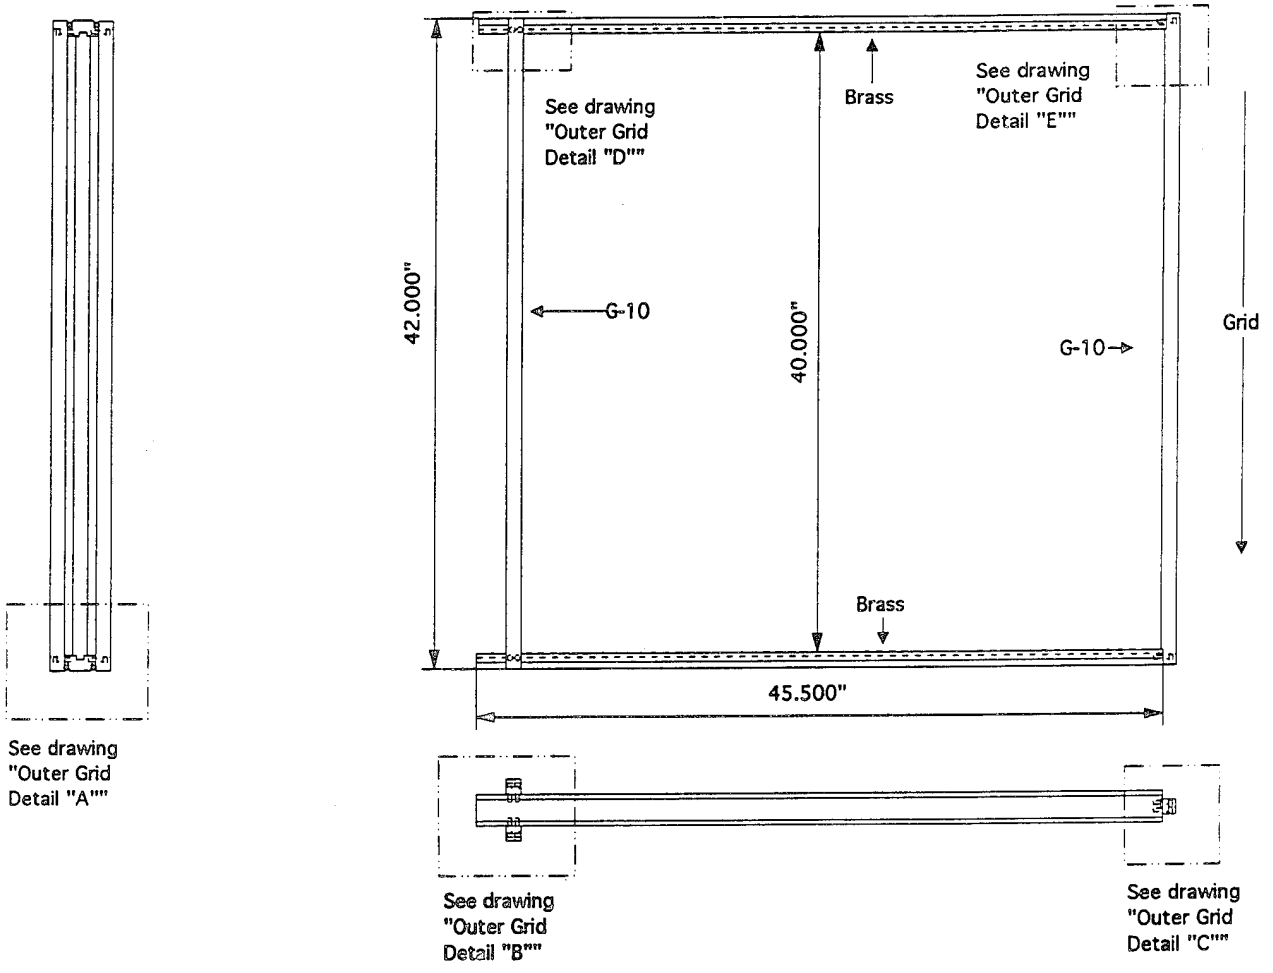 Brass
See drawing
"Outer Grid
Detail "D""
See drawing
"Outer Grid
Detail "E""
42.000"
G-10
40.000"
G-10
Grid
Brass
45.500"
See drawing
"Outer Grid
Detail "A""
See drawing
"Outer Grid
Detail "B""
See drawing
"Outer Grid
Detail "C""